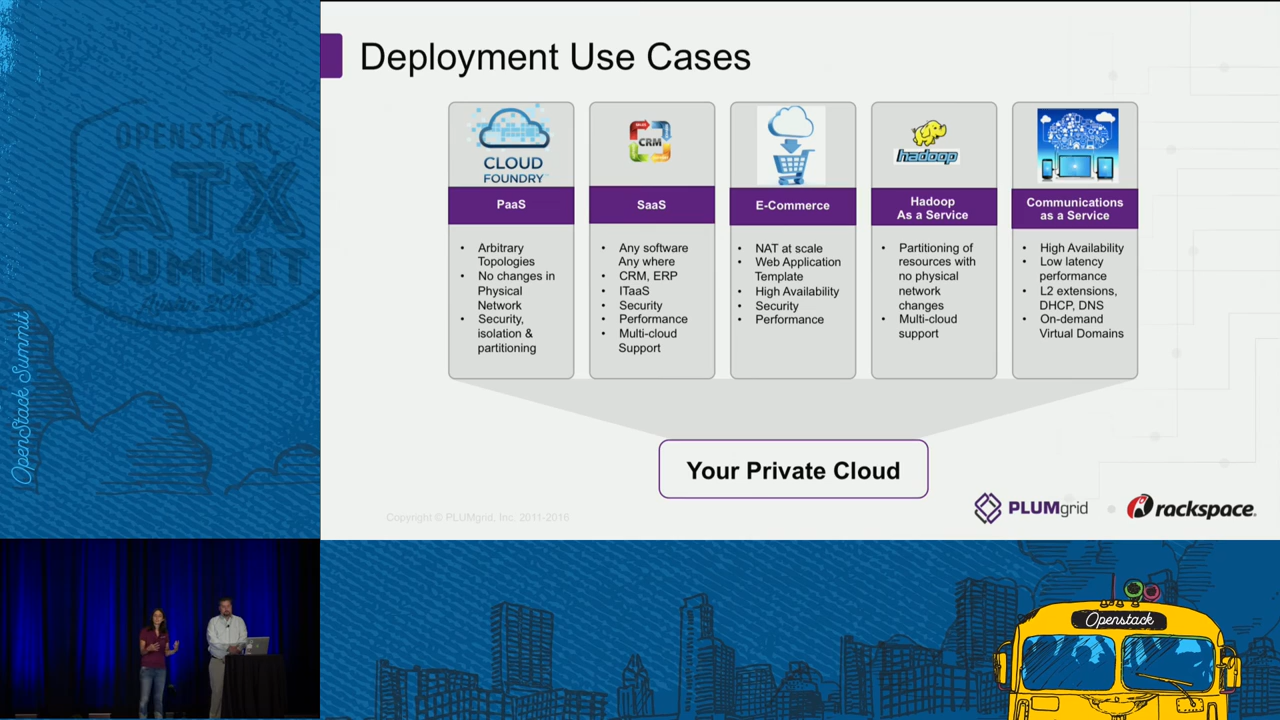 OPENSTACK
ATX
SUMMIT
OpenStack Summit
Deployment Use Cases
CLOUD
FOUNDRY™
PaaS
• Arbitrary
Topologies
• No changes in
Physical
Network
• Security,
isolation &
partitioning
CRM
SaaS
• Any software
Any where
• CRM, ERP
• ITaaS
• Security
• Performance
• Multi-cloud
Support
E-Commerce
• NAT at scale
• Web Application
Template
• High Availability
• Security
• Performance
hadoop
Hadoop
As a Service
• Partitioning of
resources with
no physical
network
changes
• Multi-cloud
support
Communications
as a Service
• High Availability
• Low latency
performance
• L2 extensions,
DHCP, DNS
• On-demand
Virtual Domains
Your Private Cloud
Copyright © PLUMgrid, Inc. 2011-2016
PLUMgrid
rackspace.
Openstack